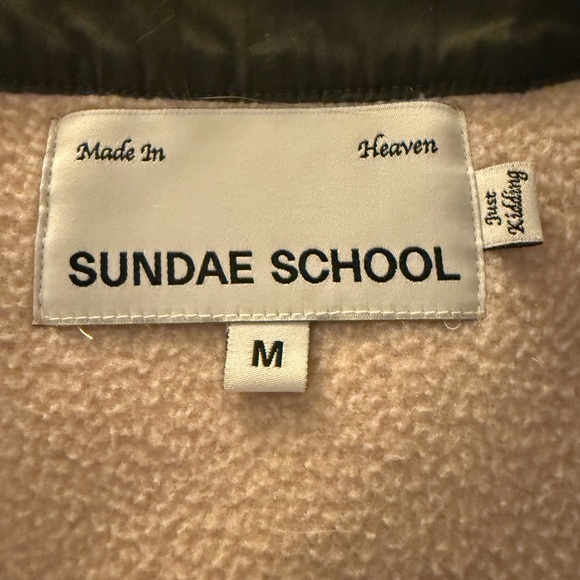 Made In Heaven
Just
Kidding
SUNDAE SCHOOL
M